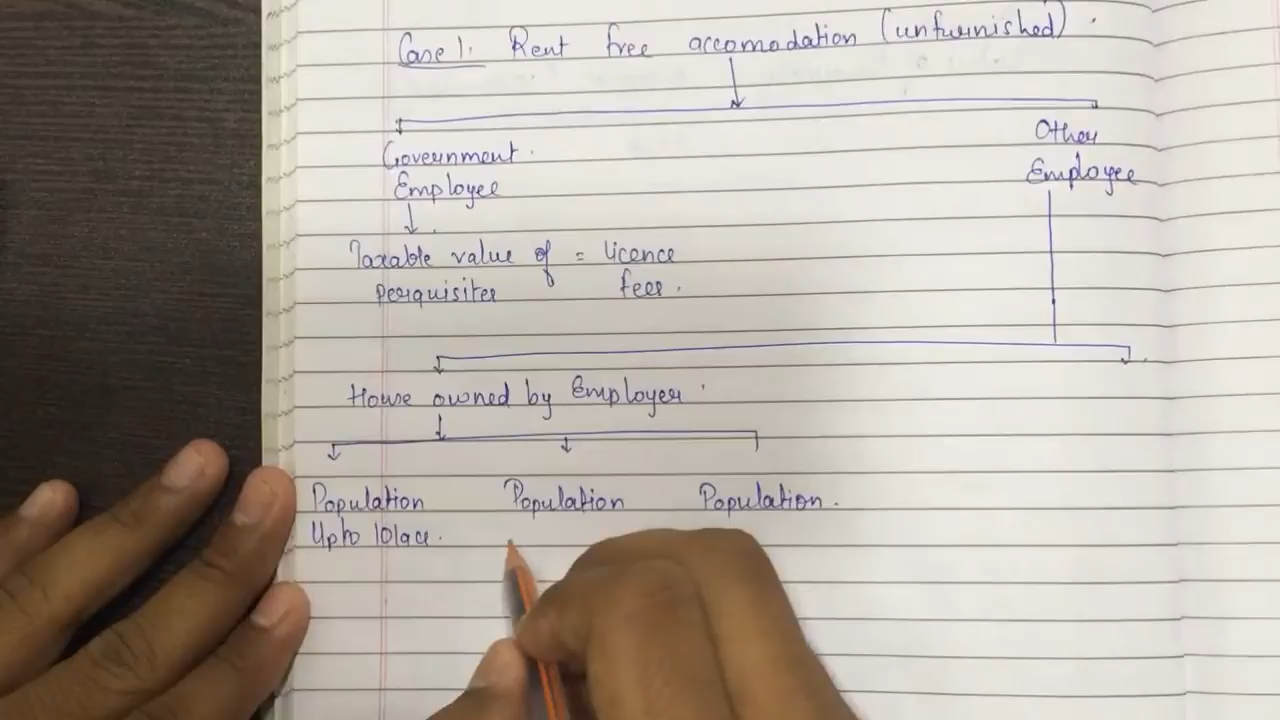 Case 1: Rent free accomodation (unfurnished)
Government
Employee
Other
Employee
Taxable value of = licence
perquisites fees.
House owned by Employer
Population Population Population.
Upto 10lac.